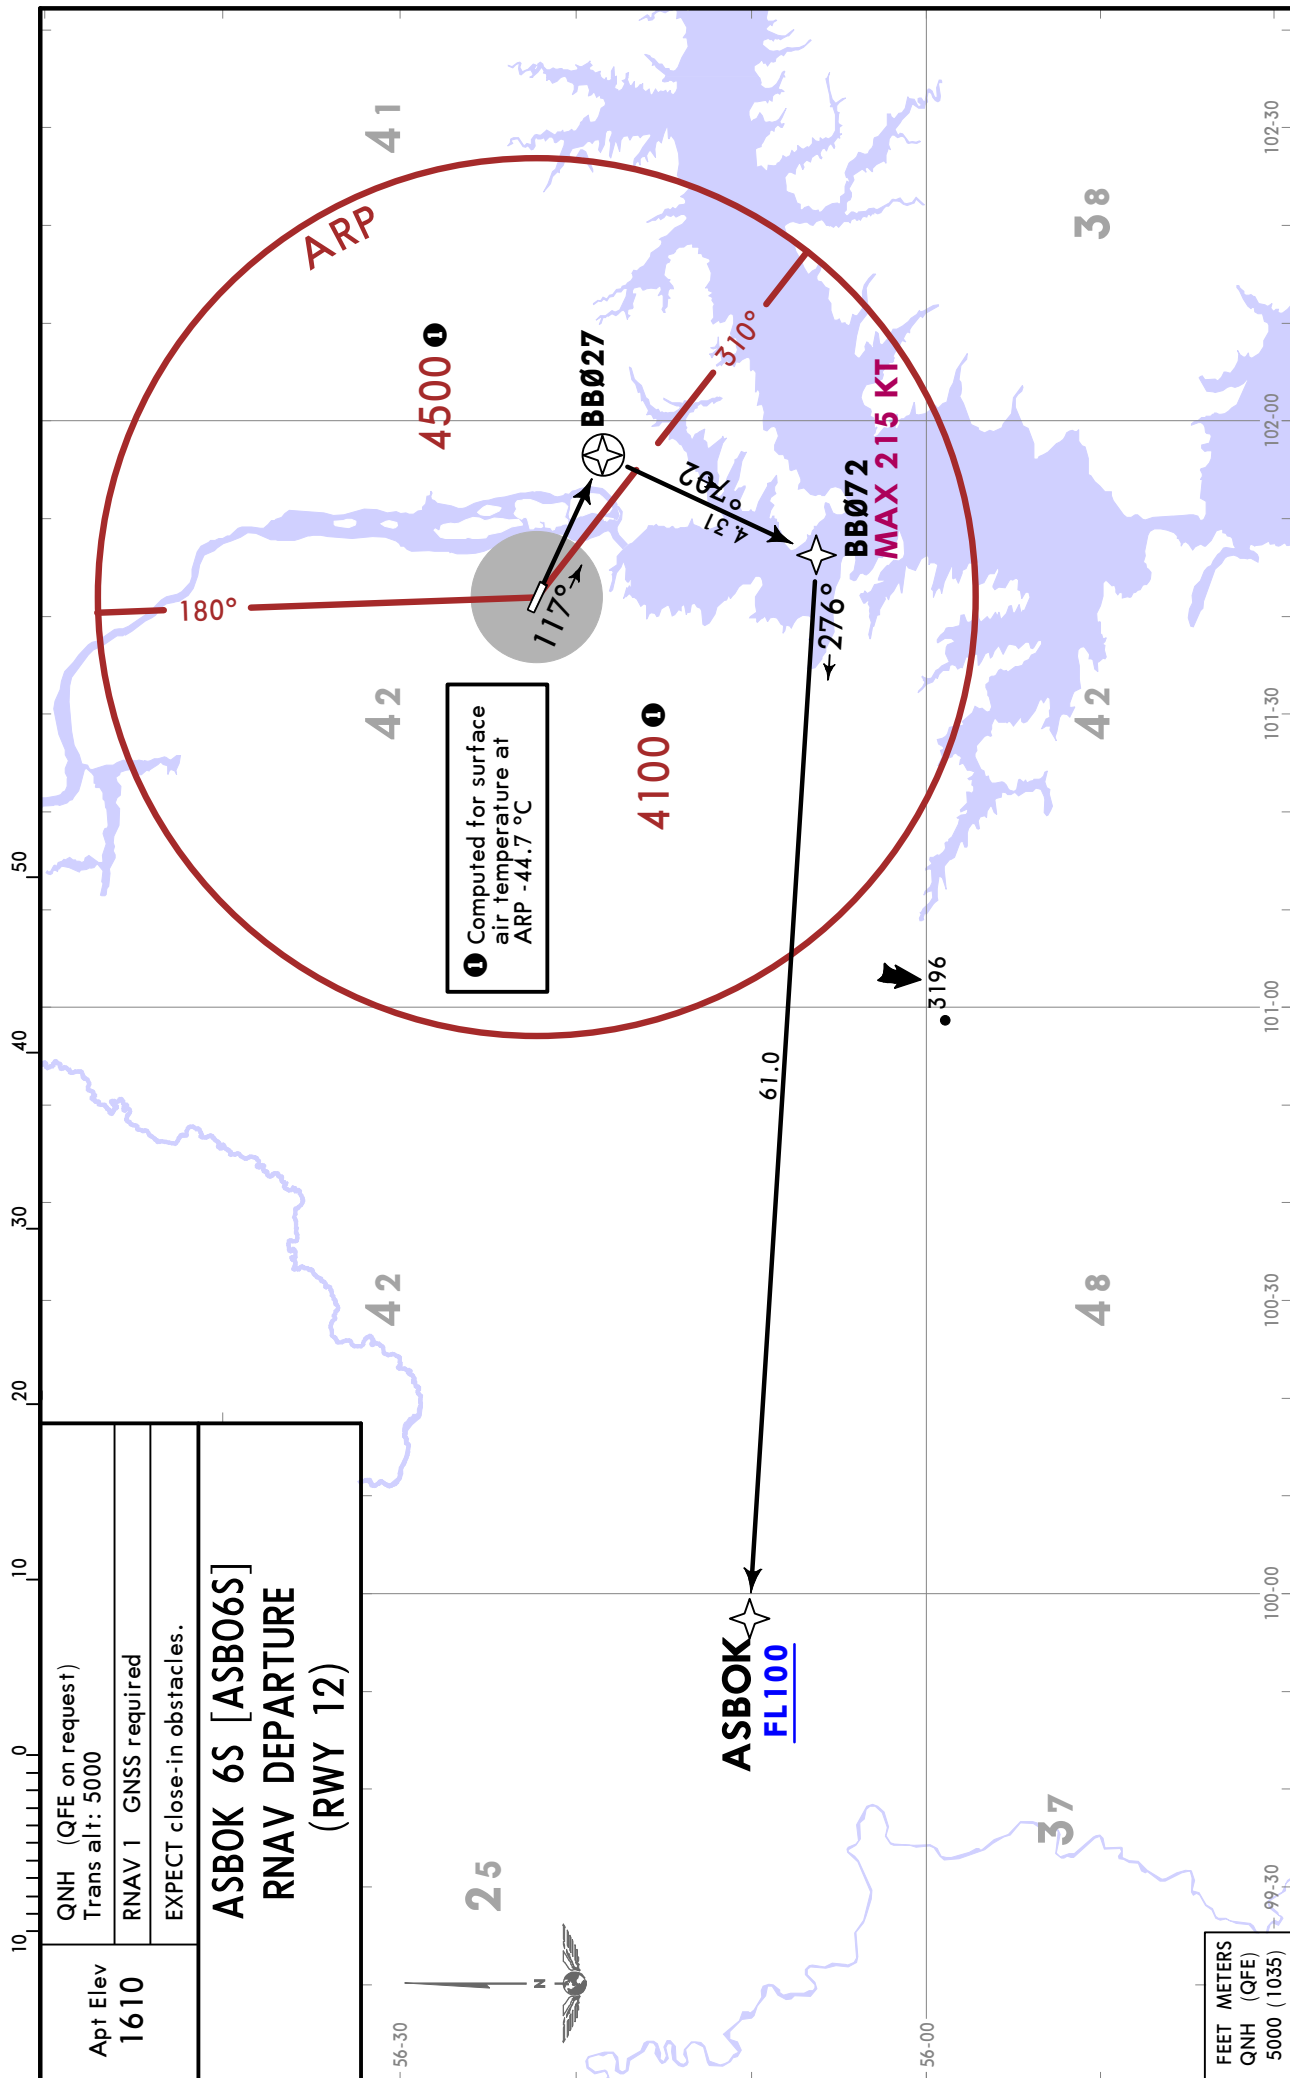 Apt Elev
1610
QNH (QFE on request)
Trans alt: 5000
RNAV 1 GNSS required
EXPECT close-in obstacles.
ASBOK 6S [ASBO6S]
RNAV DEPARTURE
(RWY 12)
10
0
10
20
30
40
50
41
ARP
4500 1
180°
42
117°
BBØ27
310°
1 Computed for surface
air temperature at
ARP -44.7 °C
4100 1
207°
4.31
BBØ72
MAX 215 KT
276°
61.0
3196
38
42
42
48
ASBOK
FL100
25
37
N
56-30
56-00
99-30
100-00
100-30
101-00
101-30
102-00
102-30
FEET METERS
QNH (QFE)
5000 (1035)